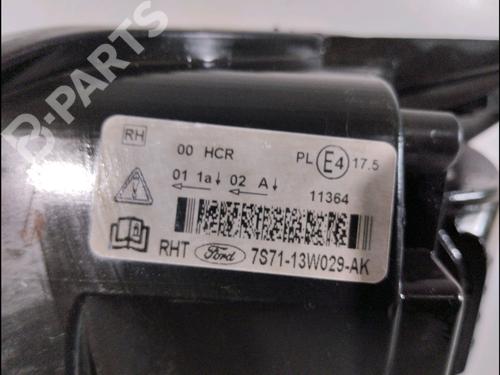 B-PARTS
RH
00 HCR
PL E4 17.5
01 1a↓ 02 A↓
11364
RHT Ford 7S71-13W029-AK